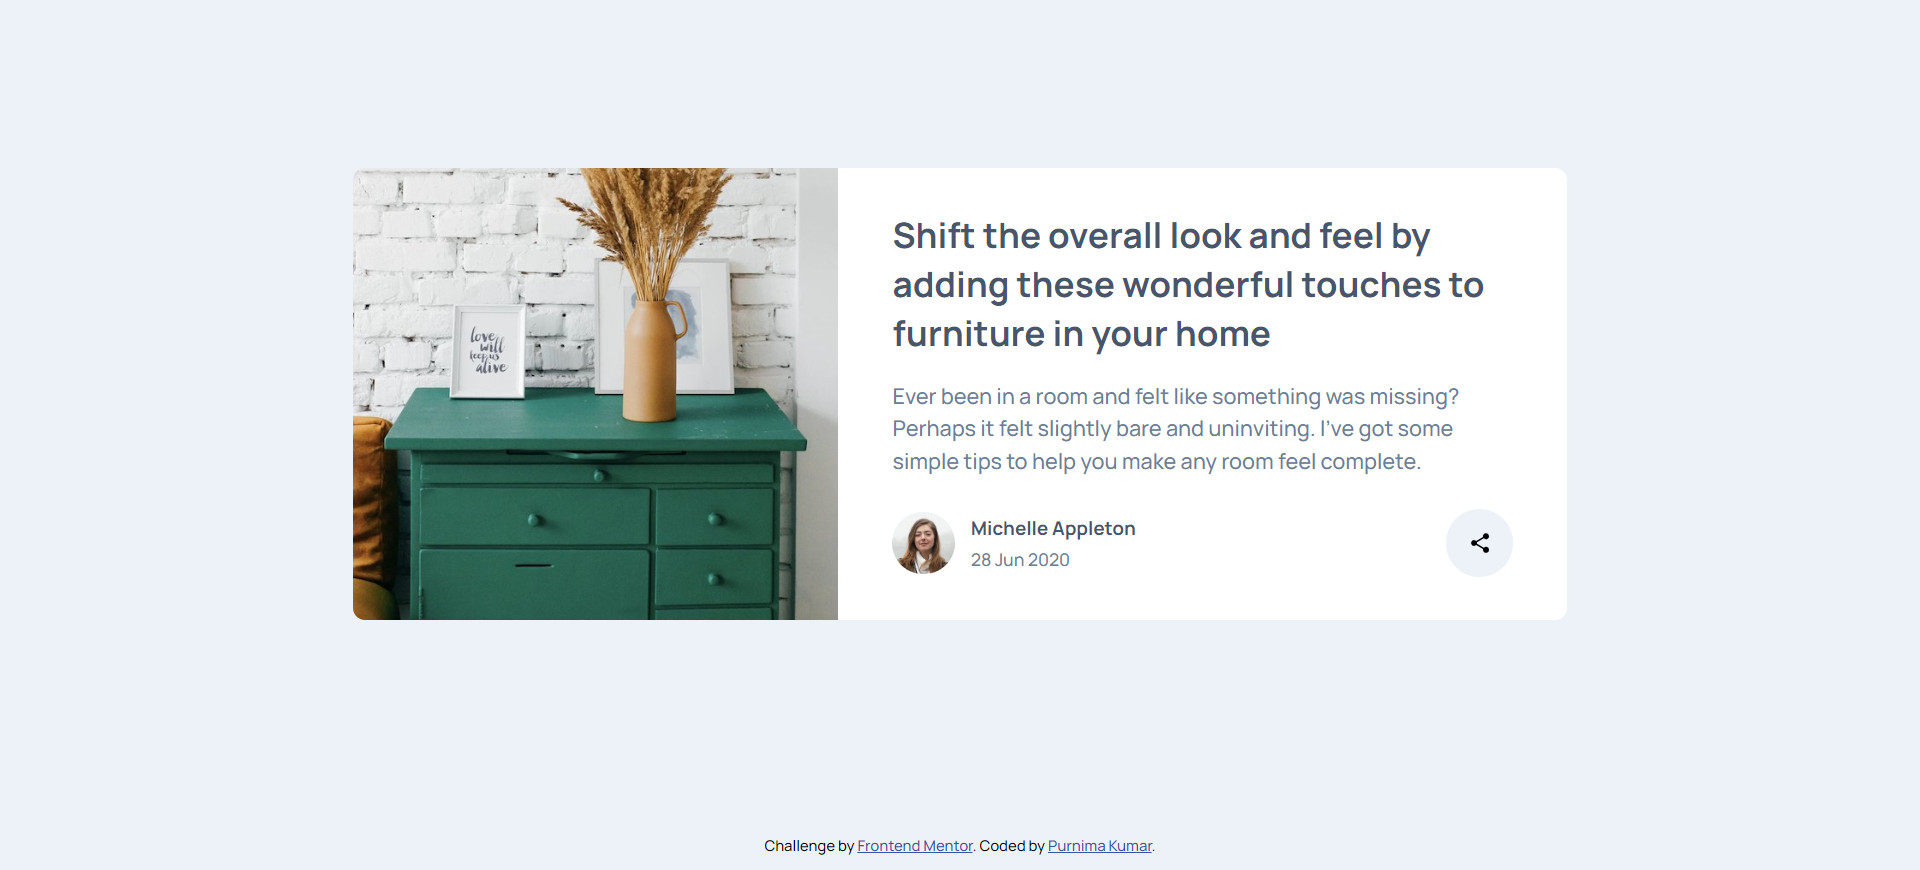 love
will
keep us
alive
Shift the overall look and feel by
adding these wonderful touches to
furniture in your home
Ever been in a room and felt like something was missing?
Perhaps it felt slightly bare and uninviting. I’ve got some
simple tips to help you make any room feel complete.
Michelle Appleton
28 Jun 2020
Challenge by Frontend Mentor. Coded by Purnima Kumar.